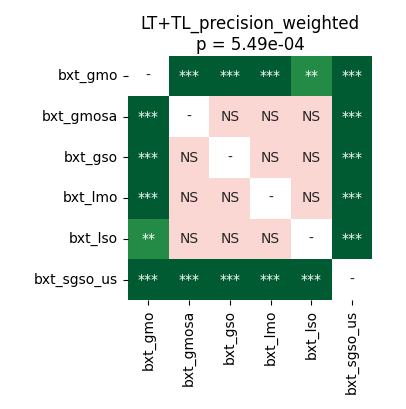 LT+TL_precision_weighted
p = 5.49e-04
bxt_gmo - *** *** *** ** ***
bxt_gmosa *** - NS NS NS ***
bxt_gso *** NS - NS NS ***
bxt_lmo *** NS NS - NS ***
bxt_lso ** NS NS NS - ***
bxt_sgso_us *** *** *** *** *** -
bxt_gmo
bxt_gmosa
bxt_gso
bxt_lmo
bxt_lso
bxt_sgso_us